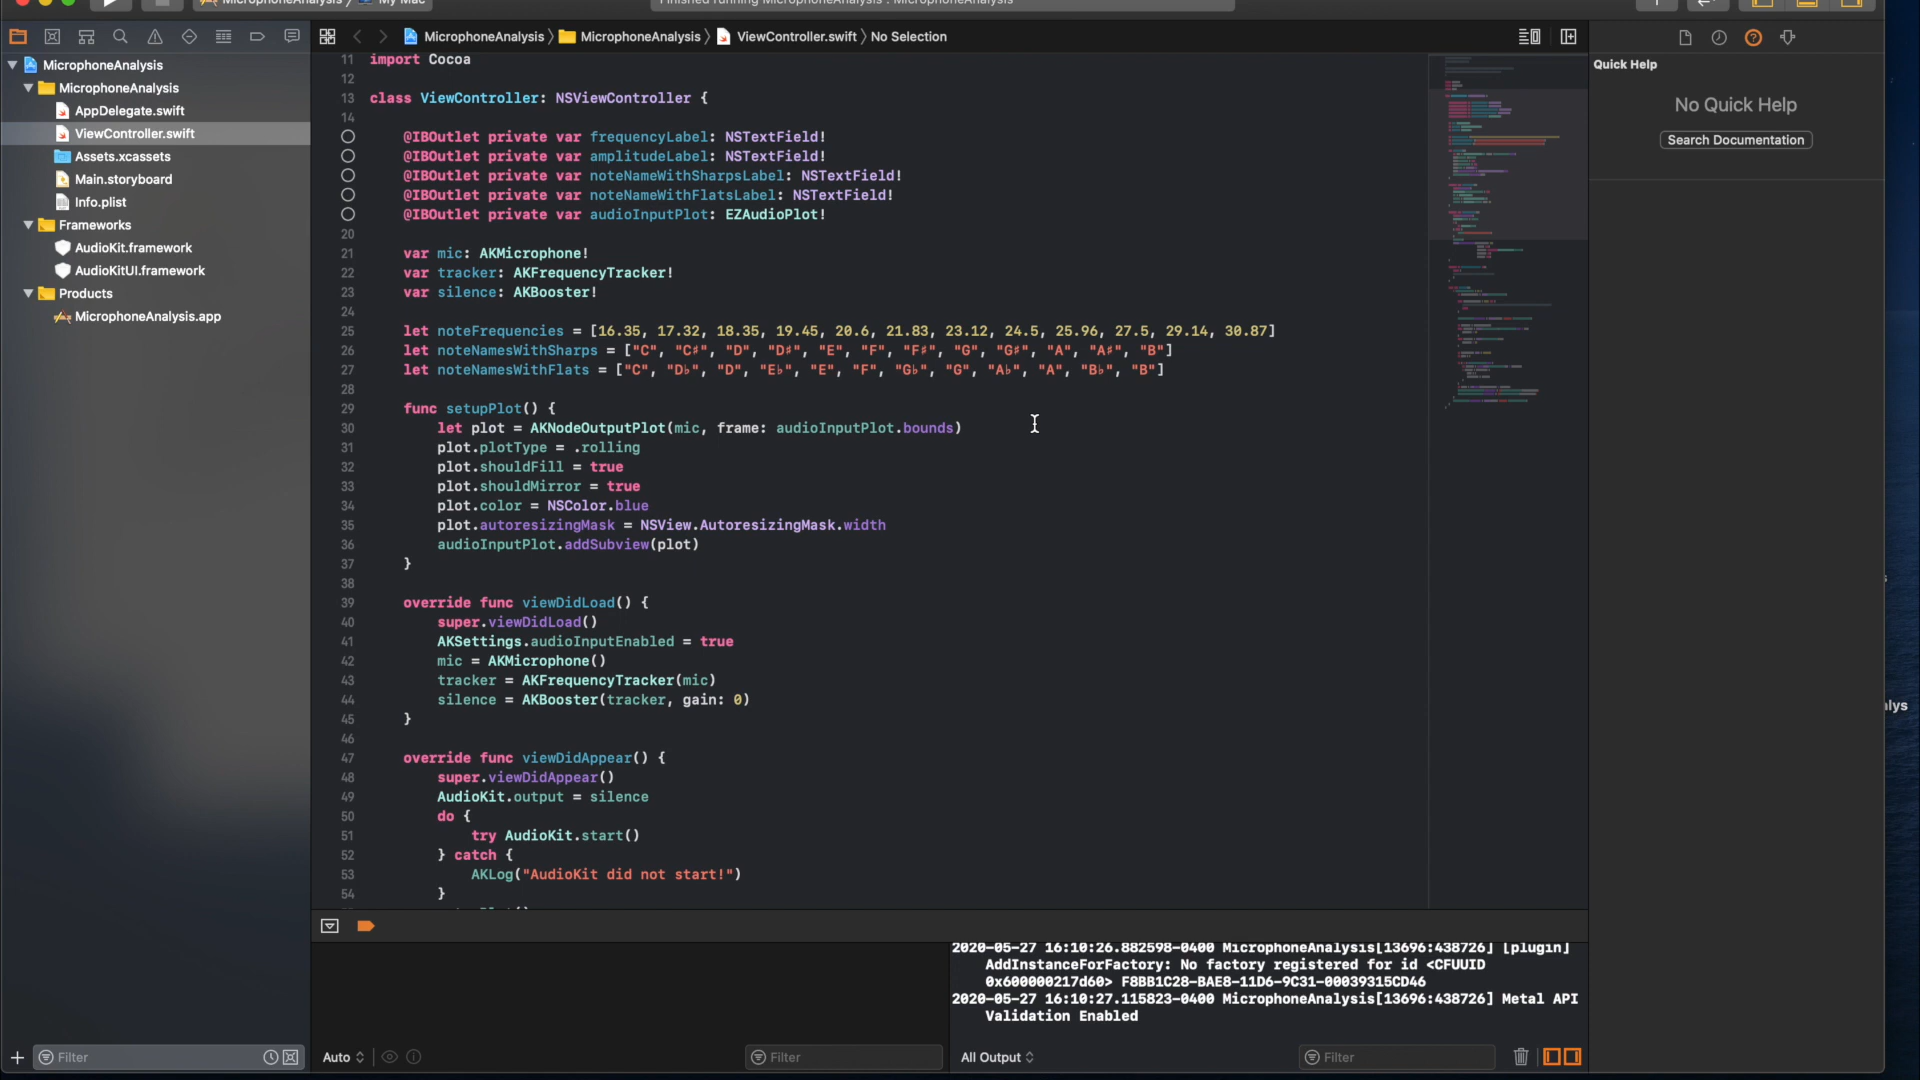 MicrophoneAnalysis
My Mac
Finished running MicrophoneAnalysis : MicrophoneAnalysis
MicrophoneAnalysis
MicrophoneAnalysis
ViewController.swift
No Selection
MicrophoneAnalysis
MicrophoneAnalysis
AppDelegate.swift
ViewController.swift
Assets.xcassets
Main.storyboard
Info.plist
Frameworks
AudioKit.framework
AudioKitUI.framework
Products
MicrophoneAnalysis.app
11 import Cocoa
12
13 class ViewController: NSViewController {
14
@IBOutlet private var frequencyLabel: NSTextField!
@IBOutlet private var amplitudeLabel: NSTextField!
@IBOutlet private var noteNameWithSharpsLabel: NSTextField!
@IBOutlet private var noteNameWithFlatsLabel: NSTextField!
@IBOutlet private var audioInputPlot: EZAudioPlot!
20
21 var mic: AKMicrophone!
22 var tracker: AKFrequencyTracker!
23 var silence: AKBooster!
24
25 let noteFrequencies = [16.35, 17.32, 18.35, 19.45, 20.6, 21.83, 23.12, 24.5, 25.96, 27.5, 29.14, 30.87]
26 let noteNamesWithSharps = ["C", "C♯", "D", "D♯", "E", "F", "F♯", "G", "G♯", "A", "A♯", "B"]
27 let noteNamesWithFlats = ["C", "D♭", "D", "E♭", "E", "F", "G♭", "G", "A♭", "A", "B♭", "B"]
28
29 func setupPlot() {
30 let plot = AKNodeOutputPlot(mic, frame: audioInputPlot.bounds)
31 plot.plotType = .rolling
32 plot.shouldFill = true
33 plot.shouldMirror = true
34 plot.color = NSColor.blue
35 plot.autoresizingMask = NSView.AutoresizingMask.width
36 audioInputPlot.addSubview(plot)
37 }
38
39 override func viewDidLoad() {
40 super.viewDidLoad()
41 AKSettings.audioInputEnabled = true
42 mic = AKMicrophone()
43 tracker = AKFrequencyTracker(mic)
44 silence = AKBooster(tracker, gain: 0)
45 }
46
47 override func viewDidAppear() {
48 super.viewDidAppear()
49 AudioKit.output = silence
50 do {
51 try AudioKit.start()
52 } catch {
53 AKLog("AudioKit did not start!")
54 }
Quick Help
No Quick Help
Search Documentation
2020-05-27 16:10:26.882598-0400 MicrophoneAnalysis[13696:438726] [plugin]
AddInstanceForFactory: No factory registered for id <CFUUID
0x600000217d60> F8BB1C28-BAE8-11D6-9C31-00039315CD46
2020-05-27 16:10:27.115823-0400 MicrophoneAnalysis[13696:438726] Metal API
Validation Enabled
Filter
Auto
Filter
All Output
Filter